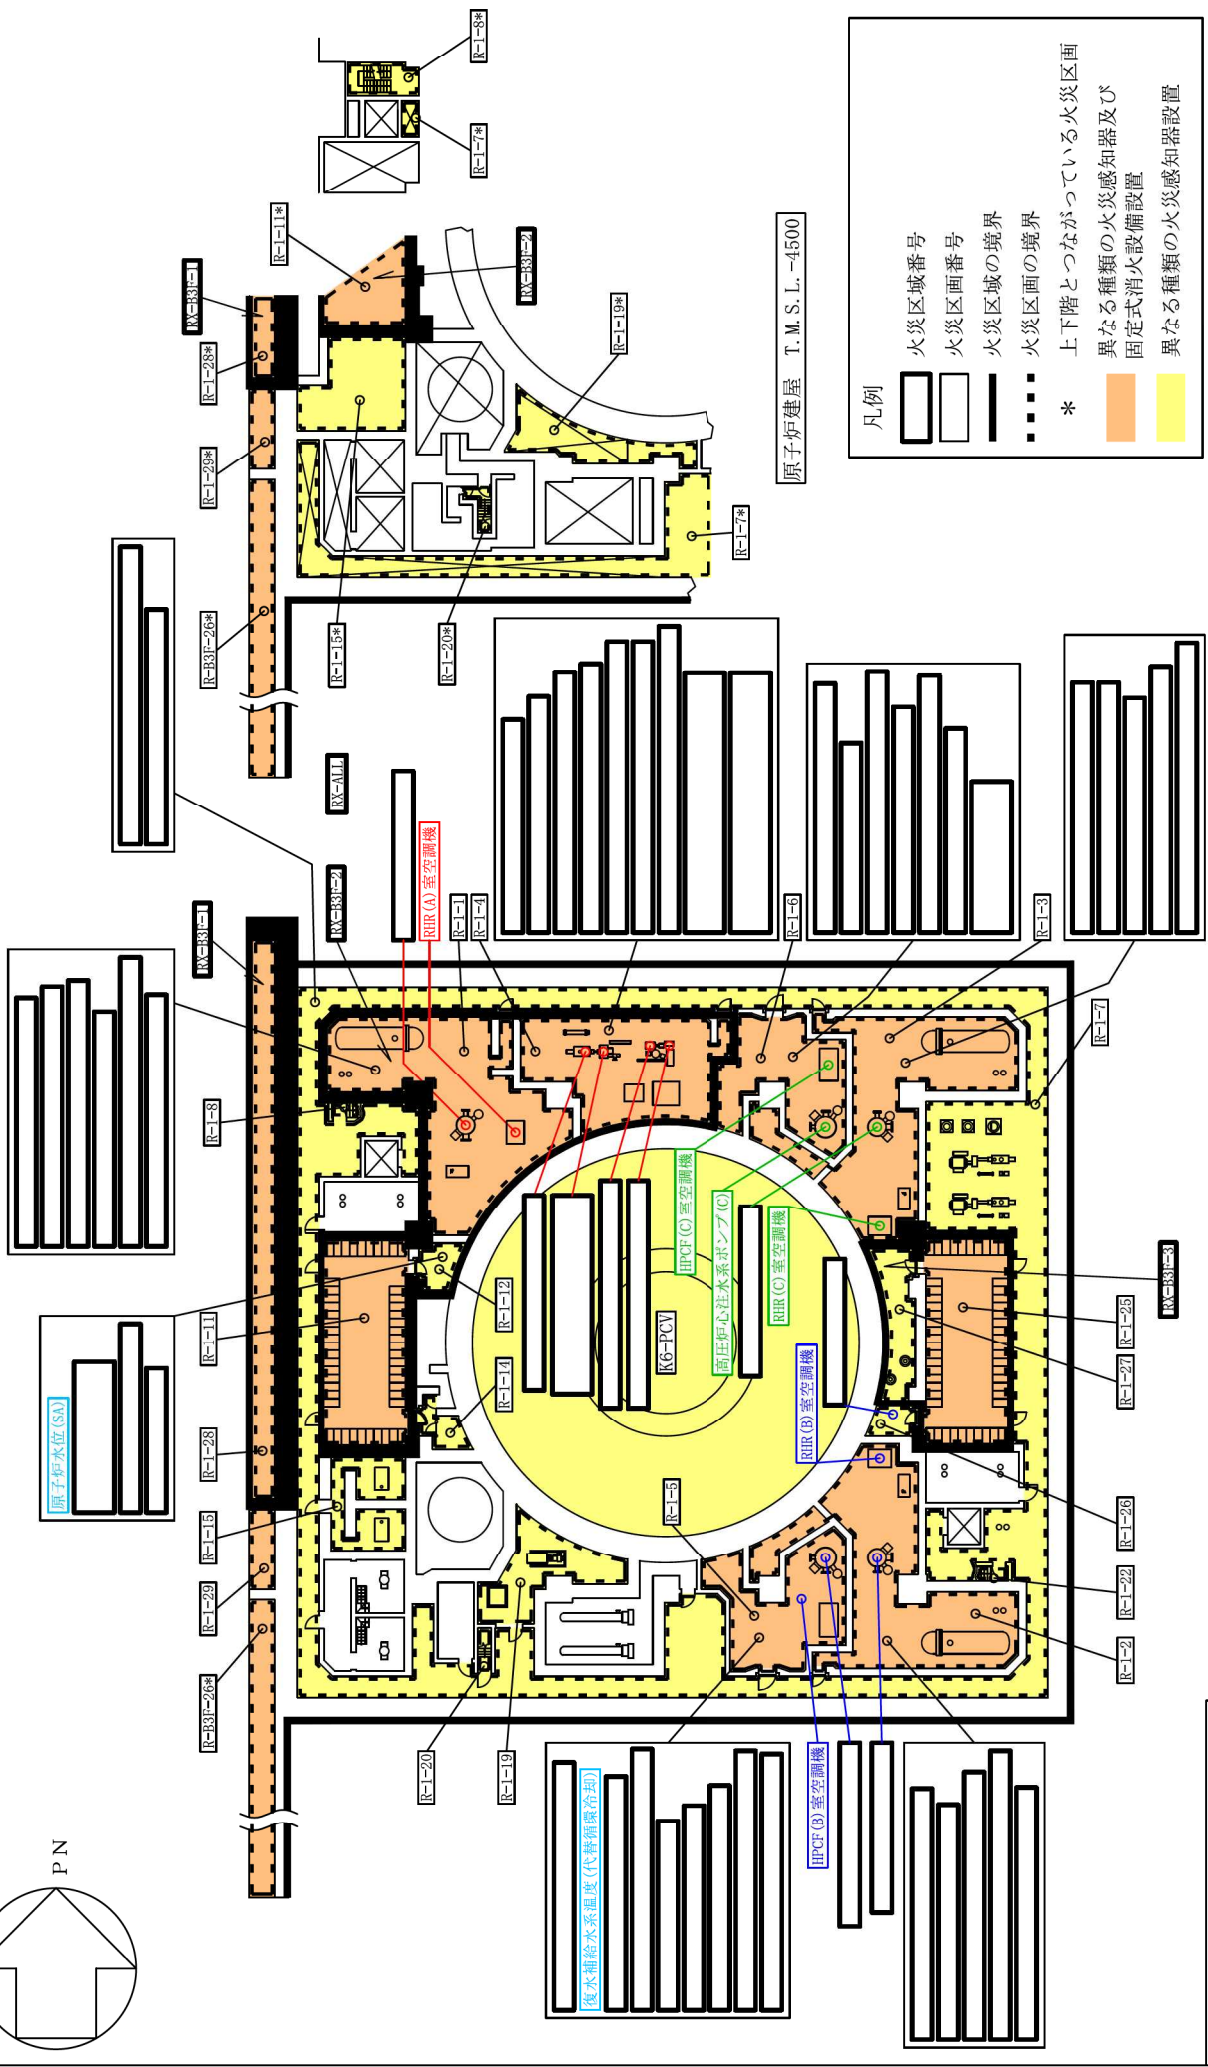 PN
R-B3F-26*
R-1-29
R-1-15
R-1-28
原子炉水位(SA)
R-1-11
R-1-8
RX-B3F-1
RX-B3F-2
RX-ALL
RHR(A)室空調機
R-1-1
R-1-4
R-1-12
R-1-14
R-1-20
R-1-19
K6-PCV
R-1-5
HPCF(C)室空調機
高圧炉心注水系ポンプ(C)
RHR(C)室空調機
RHR(B)室空調機
R-1-6
R-1-3
R-1-7
RX-B3F-3
R-1-25
R-1-27
R-1-26
R-1-22
R-1-2
復水補給水系温度(代替循環冷却)
HPCF(B)室空調機
R-B3F-26*
R-1-29*
R-1-28*
RX-B3F-1
R-1-11*
RX-B3F-2
R-1-15*
R-1-20*
R-1-19*
R-1-7*
R-1-7*
R-1-8*
原子炉建屋 T.M.S.L.-4500
凡例
火災区域番号
火災区画番号
火災区域の境界
火災区画の境界
* 上下階とつながっている火災区画
異なる種類の火災感知器及び
固定式消火設備設置
異なる種類の火災感知器設置